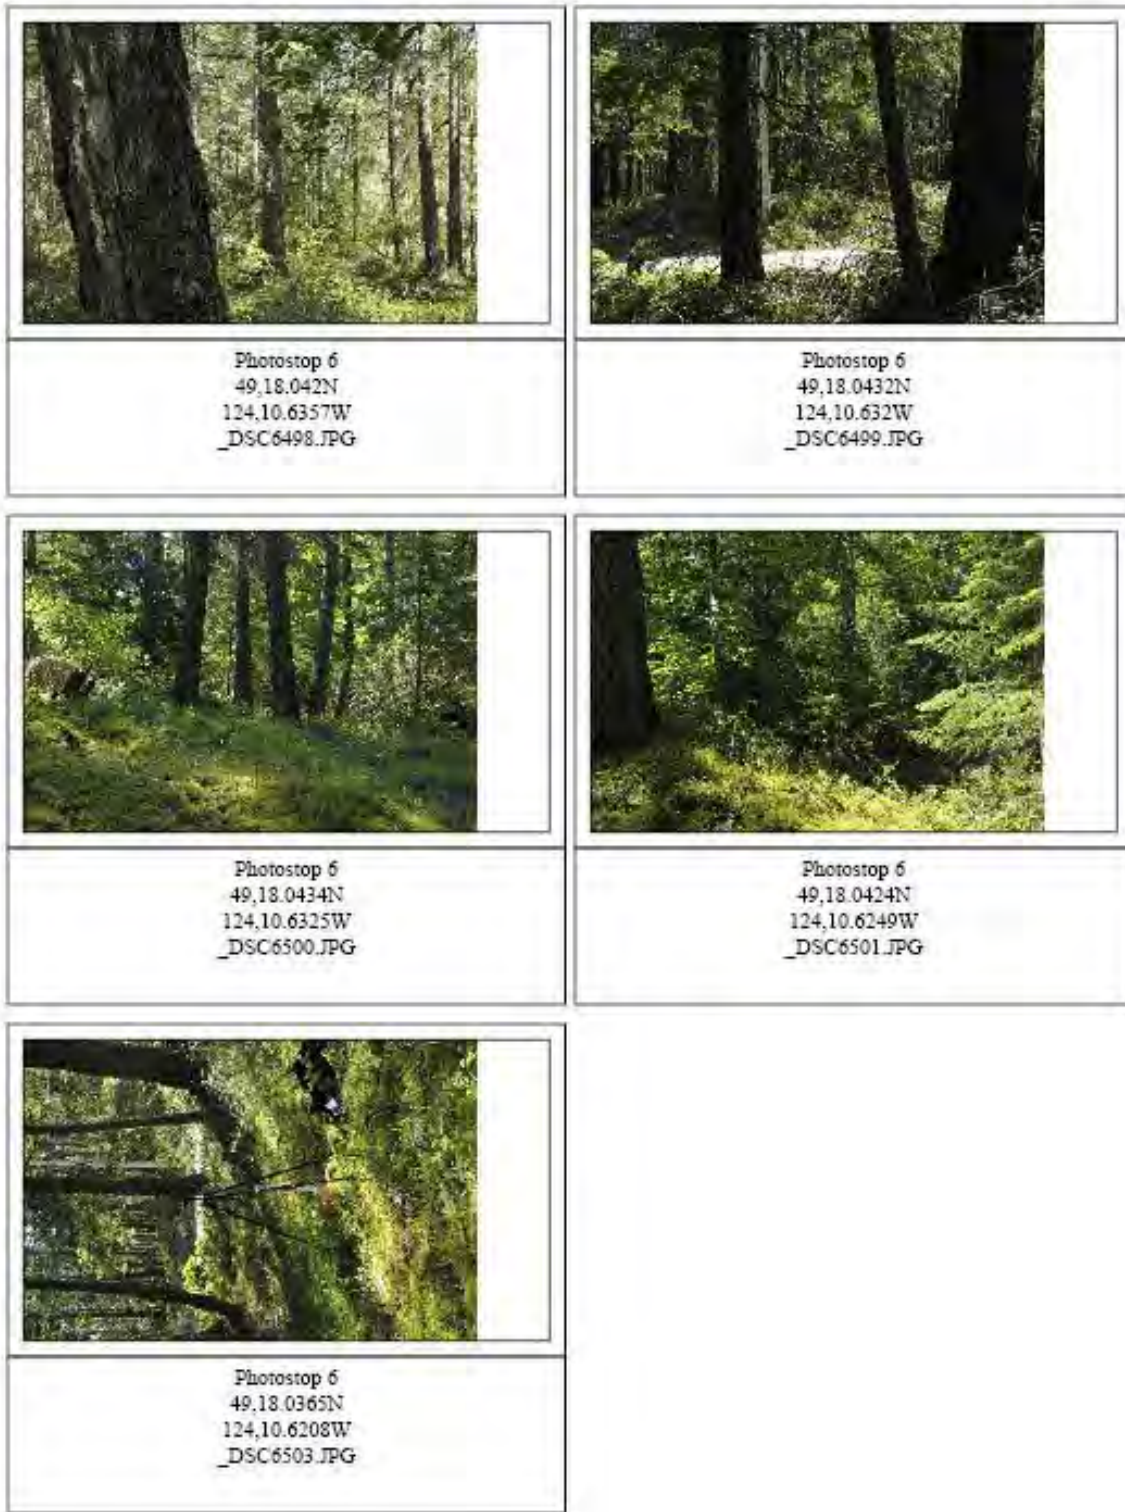 Photostop 6
49,18.042N
124,10.6357W
_DSC6498.JPG
Photostop 6
49,18.0432N
124,10.632W
_DSC6499.JPG
Photostop 6
49,18.0434N
124,10.6325W
_DSC6500.JPG
Photostop 6
49,18.0424N
124,10.6249W
_DSC6501.JPG
Photostop 6
49,18.0365N
124,10.6208W
_DSC6503.JPG